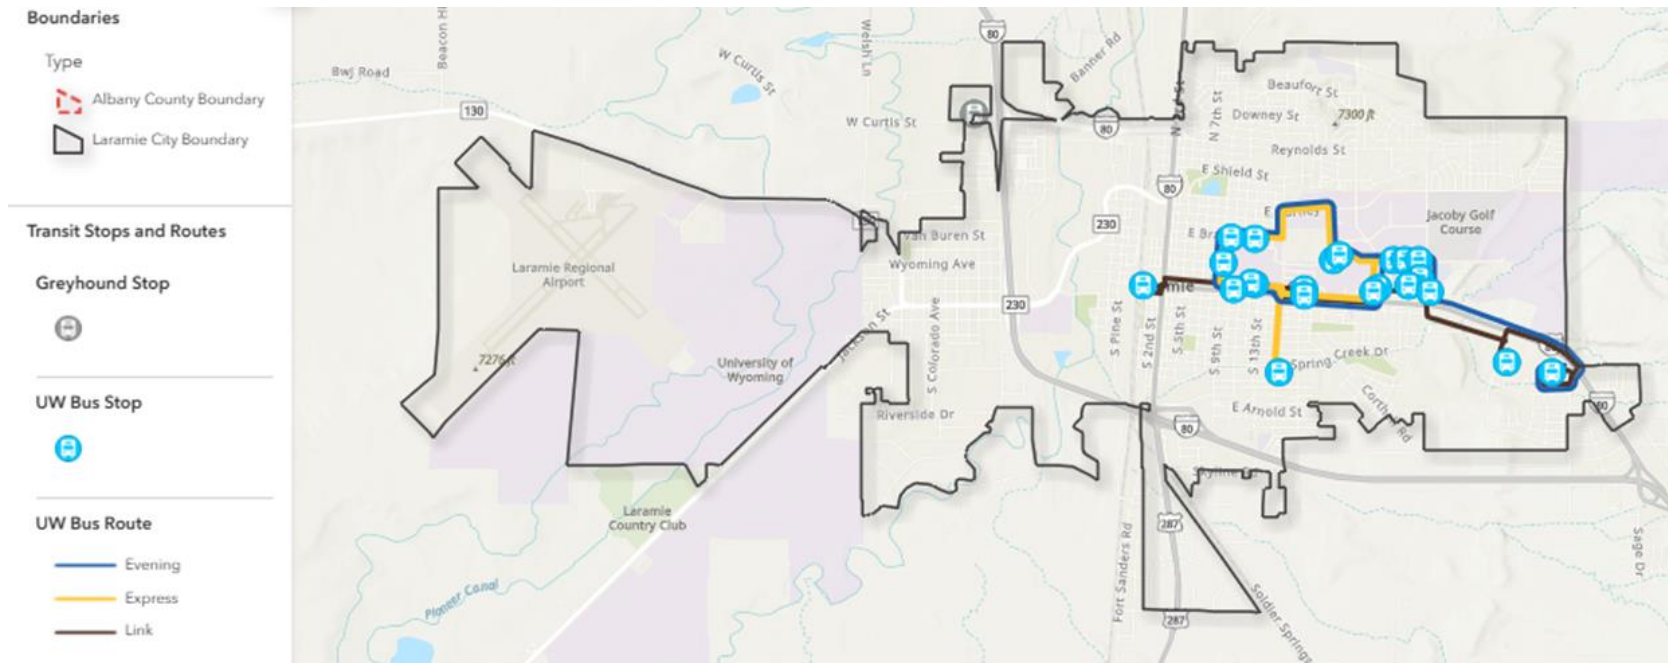 Boundaries
Type
Albany County Boundary
Laramie City Boundary
Transit Stops and Routes
Greyhound Stop
UW Bus Stop
UW Bus Route
Evening
Express
Link
Bwj Road
130
W Curtis St
Welsh Ln
W Curtis St
80
Banner Rd
80
N 7th St
Beaufort St
Downey St
7300 ft
Reynolds St
E Shield St
80
230
Jacoby Golf
Course
Van Buren St
Wyoming Ave
Laramie Regional
Airport
230
7276 ft
University of
Wyoming
Jackson St
S Colorado Ave
Riverside Dr
S Pine St
S 2nd St
S 5th St
S 9th St
S 13th St
Spring Creek Dr
E Arnold St
Corthell Rd
80
80
Skyline Rd
Laramie
Country Club
Pioneer Canal
287
Fort Sanders Rd
287
Soldier Springs
Sage Dr